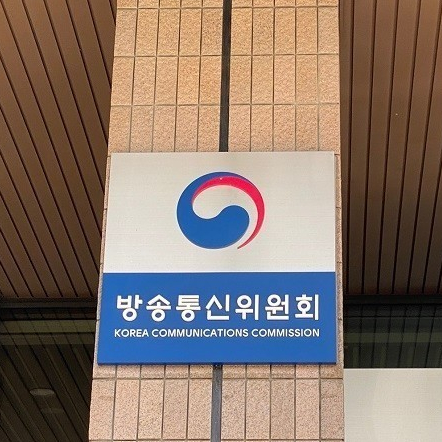 방송통신위원회
KOREA COMMUNICATIONS COMMISSION